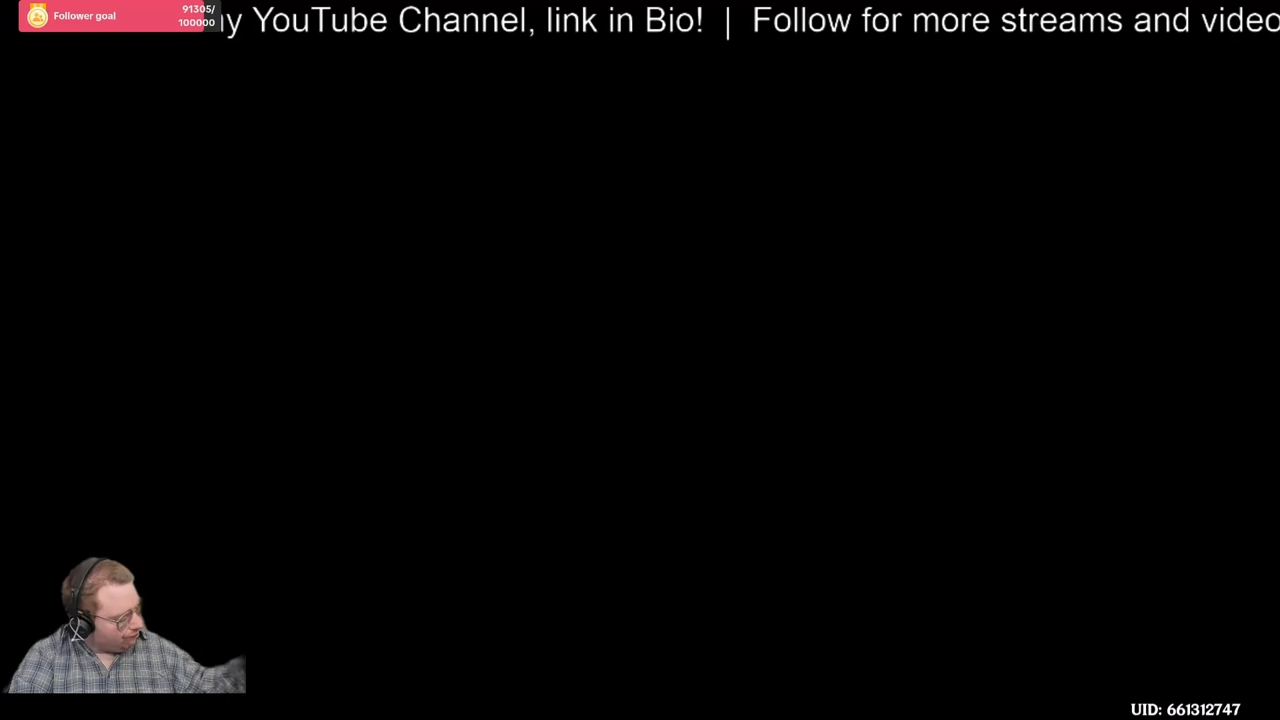 Follower goal
91305/
100000
YouTube Channel, link in Bio! | Follow for more streams and video
UID: 661312747